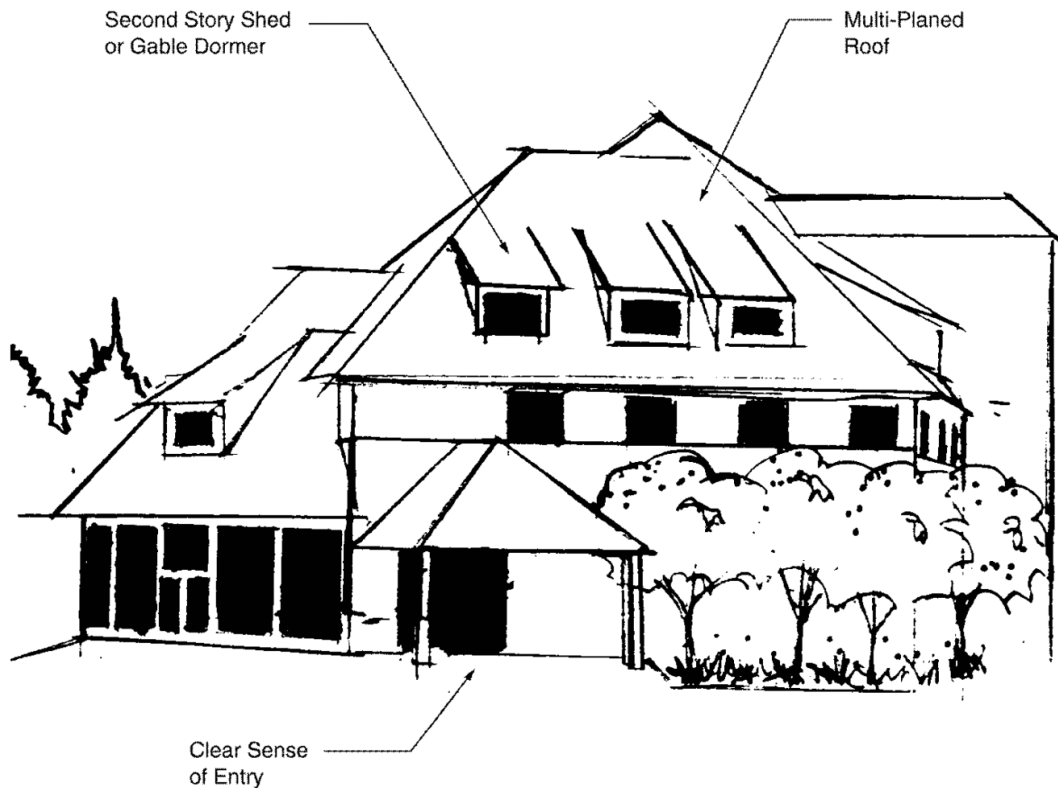 Second Story Shed
or Gable Dormer
Multi-Planed
Roof
Clear Sense
of Entry